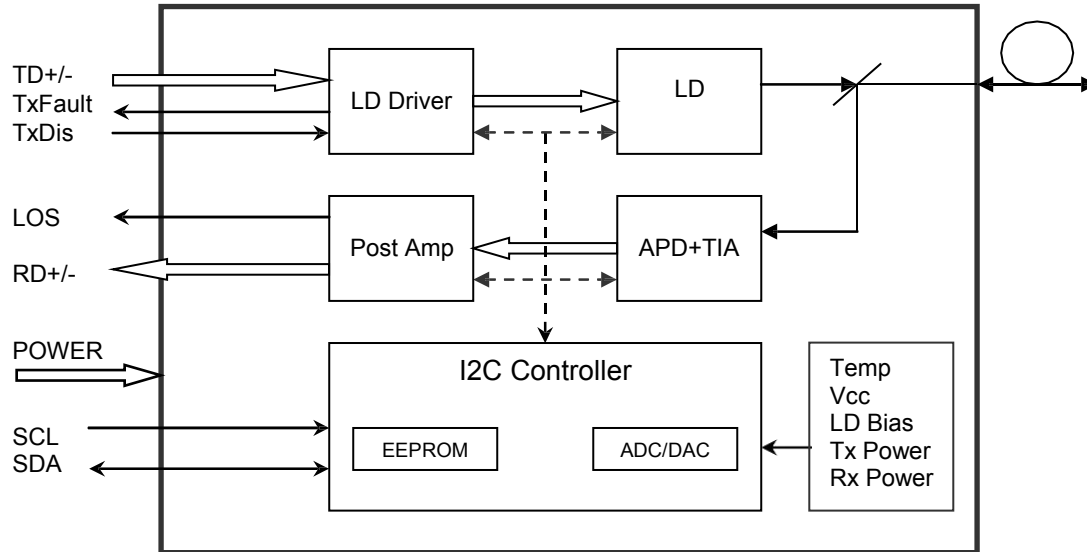 TD+/-
TxFault
TxDis
LD Driver
LD
LOS
RD+/-
Post Amp
APD+TIA
POWER
SCL
SDA
I2C Controller
EEPROM
ADC/DAC
Temp
Vcc
LD Bias
Tx Power
Rx Power